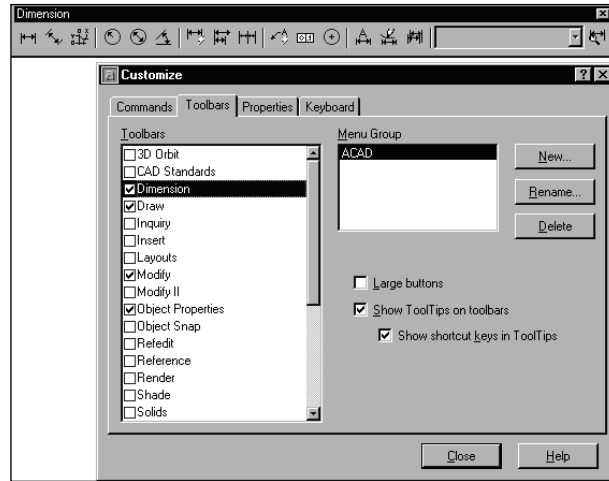 Dimension
Customize
Commands Toolbars Properties Keyboard
Toolbars
3D Orbit
CAD Standards
Dimension
Draw
Inquiry
Insert
Layouts
Modify
Modify II
Object Properties
Object Snap
Refedit
Reference
Render
Shade
Solids
Menu Group
ACAD
New...
Rename...
Delete
Large buttons
Show ToolTips on toolbars
Show shortcut keys in ToolTips
Close Help